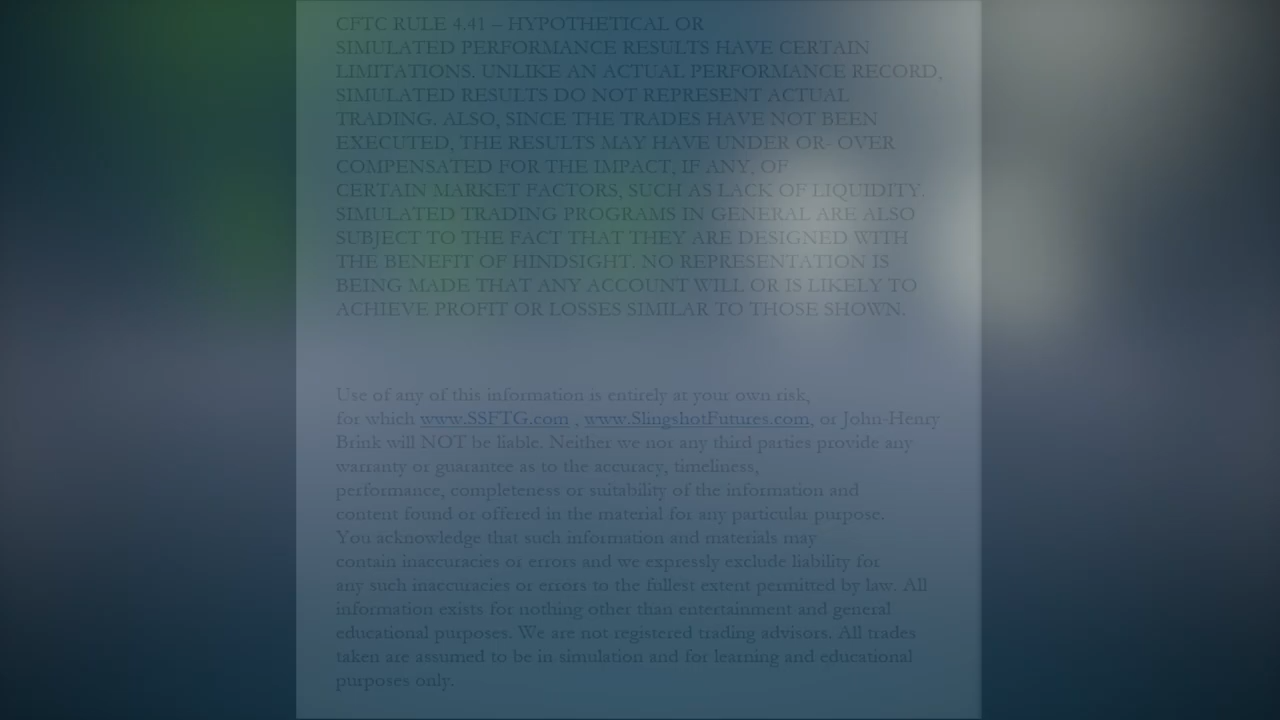 CFTC RULE 4.41 – HYPOTHETICAL OR
SIMULATED PERFORMANCE RESULTS HAVE CERTAIN
LIMITATIONS. UNLIKE AN ACTUAL PERFORMANCE RECORD,
SIMULATED RESULTS DO NOT REPRESENT ACTUAL
TRADING. ALSO, SINCE THE TRADES HAVE NOT BEEN
EXECUTED, THE RESULTS MAY HAVE UNDER OR- OVER
COMPENSATED FOR THE IMPACT, IF ANY, OF
CERTAIN MARKET FACTORS, SUCH AS LACK OF LIQUIDITY.
SIMULATED TRADING PROGRAMS IN GENERAL ARE ALSO
SUBJECT TO THE FACT THAT THEY ARE DESIGNED WITH
THE BENEFIT OF HINDSIGHT. NO REPRESENTATION IS
BEING MADE THAT ANY ACCOUNT WILL OR IS LIKELY TO
ACHIEVE PROFIT OR LOSSES SIMILAR TO THOSE SHOWN.
Use of any of this information is entirely at your own risk,
for which www.SSFTG.com , www.SlingshotFutures.com, or John-Henry
Brink will NOT be liable. Neither we nor any third parties provide any
warranty or guarantee as to the accuracy, timeliness,
performance, completeness or suitability of the information and
content found or offered in the material for any particular purpose.
You acknowledge that such information and materials may
contain inaccuracies or errors and we expressly exclude liability for
any such inaccuracies or errors to the fullest extent permitted by law. All
information exists for nothing other than entertainment and general
educational purposes. We are not registered trading advisors. All trades
taken are assumed to be in simulation and for learning and educational
purposes only.